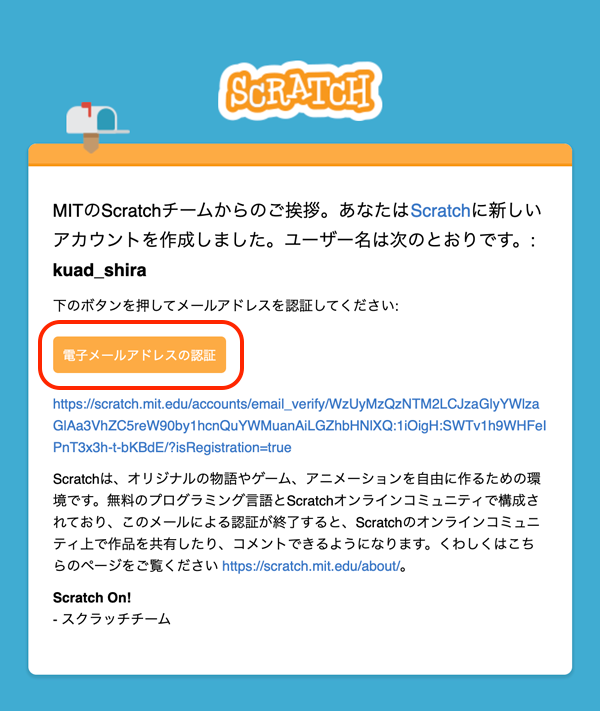 SCRATCH
MITのScratchチームからのご挨拶。あなたはScratchに新しい
アカウントを作成しました。ユーザー名は次のとおりです。:
kuad_shira
下のボタンを押してメールアドレスを認証してください:
電子メールアドレスの認証
https://scratch.mit.edu/accounts/email_verify/WzUyMzQzNTM2LCJzaGlyYWlza
GlAa3VhZC5reW90by1hcnQuYWMuanAiLGZhbHNlXQ:1iOigH:SWTv1h9WHFeI
PnT3x3h-t-bKBdE/?isRegistration=true
Scratchは、オリジナルの物語やゲーム、アニメーションを自由に作るための環
境です。無料のプログラミング言語とScratchオンラインコミュニティで構成さ
れており、このメールによる認証が終了すると、Scratchのオンラインコミュニ
ティ上で作品を共有したり、コメントできるようになります。くわしくはこち
らのページをご覧ください https://scratch.mit.edu/about/。
Scratch On!
- スクラッチチーム